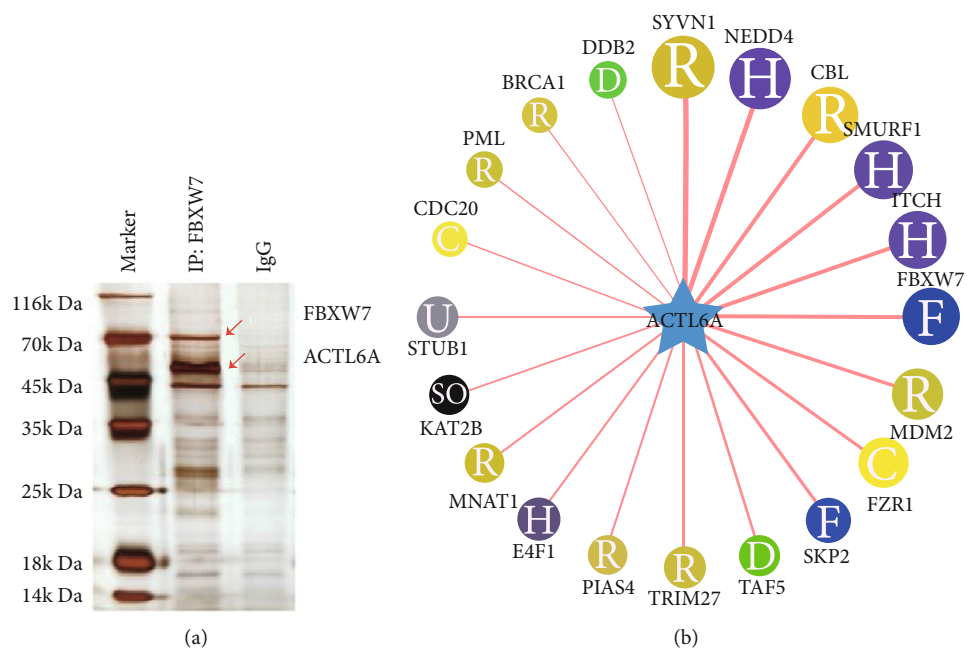 Marker
IP: FBXW7
IgG
116k Da
70k Da
45k Da
35k Da
25k Da
18k Da
14k Da
FBXW7
ACTL6A
(a)
SYVN1
R
NEDD4
H
CBL
R
SMURF1
H
ITCH
H
FBXW7
F
R
MDM2
C
FZR1
F
SKP2
D
TAF5
R
TRIM27
R
PIAS4
H
E4F1
R
MNAT1
SO
KAT2B
U
STUB1
CDC20
C
PML
R
BRCA1
R
DDB2
D
ACTL6A
(b)